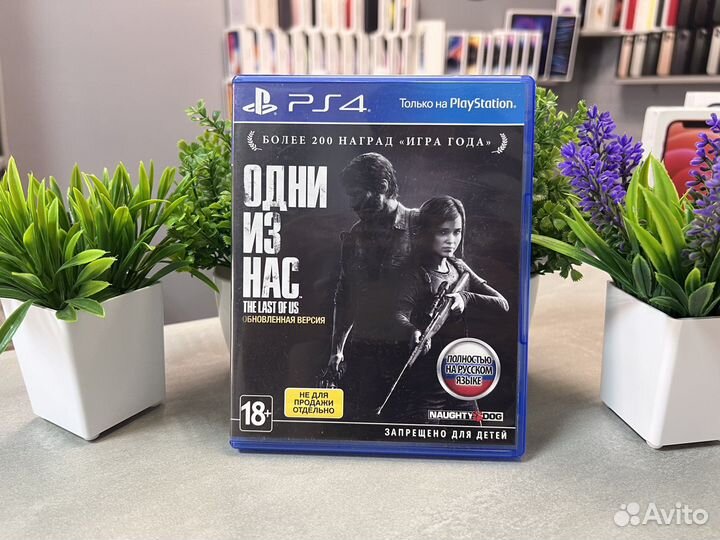 PS4
Только на PlayStation®
БОЛЕЕ 200 НАГРАД «ИГРА ГОДА»
ОДНИ
ИЗ
НАС
THE LAST OF US
ОБНОВЛЕННАЯ ВЕРСИЯ
ПОЛНОСТЬЮ
НА РУССКОМ
ЯЗЫКЕ
НЕ ДЛЯ
ПРОДАЖИ
ОТДЕЛЬНО
18+
NAUGHTY DOG
ЗАПРЕЩЕНО ДЛЯ ДЕТЕЙ
Avito